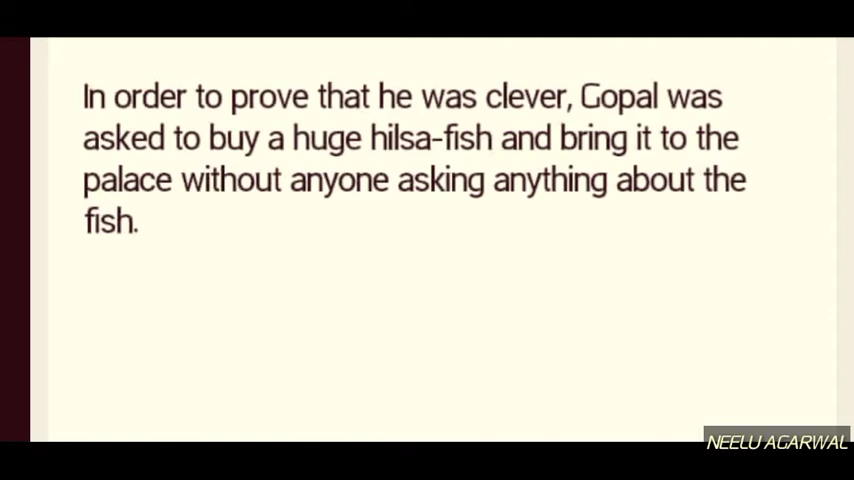 In order to prove that he was clever, Gopal was
asked to buy a huge hilsa-fish and bring it to the
palace without anyone asking anything about the
fish.
NEELU AGARWAL